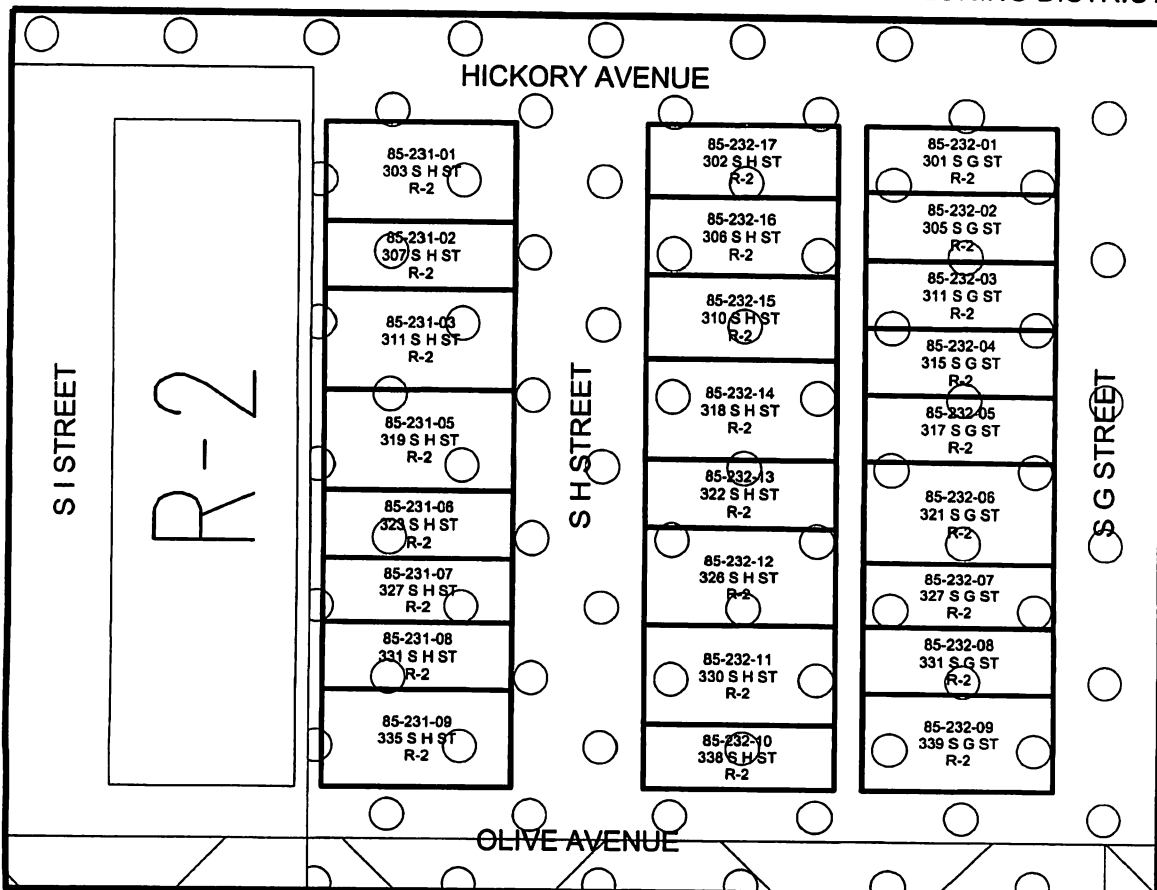 HICKORY AVENUE
S I STREET
R-2
85-231-01
303 S H ST
R-2
85-231-02
307 S H ST
R-2
85-231-03
311 S H ST
R-2
85-231-05
319 S H ST
R-2
85-231-06
323 S H ST
R-2
85-231-07
327 S H ST
R-2
85-231-08
331 S H ST
R-2
85-231-09
335 S H ST
R-2
S H STREET
85-232-17
302 S H ST
R-2
85-232-16
306 S H ST
R-2
85-232-15
310 S H ST
R-2
85-232-14
318 S H ST
R-2
85-232-13
322 S H ST
R-2
85-232-12
326 S H ST
R-2
85-232-11
330 S H ST
R-2
85-232-10
338 S H ST
R-2
85-232-01
301 S G ST
R-2
85-232-02
305 S G ST
R-2
85-232-03
311 S G ST
R-2
85-232-04
315 S G ST
R-2
85-232-05
317 S G ST
R-2
85-232-06
321 S G ST
R-2
85-232-07
327 S G ST
R-2
85-232-08
331 S G ST
R-2
85-232-09
339 S G ST
R-2
S G STREET
OLIVE AVENUE